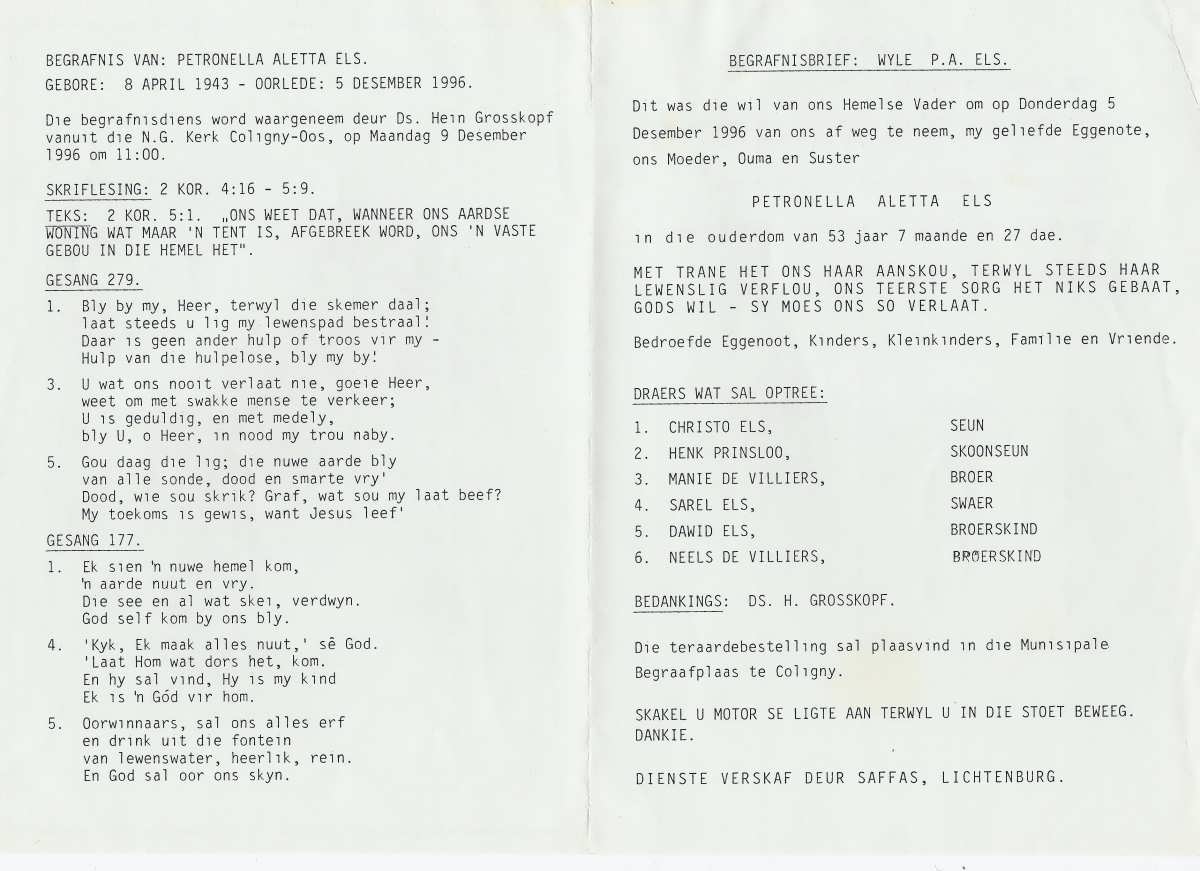 BEGRAFNIS VAN: PETRONELLA ALETTA ELS.
GEBORE: 8 APRIL 1943 - OORLEDE: 5 DESEMBER 1996.
Die begrafnisdiens word waargeneem deur Ds. Hein Grosskopf
vanuit die N.G. Kerk Coligny-Oos, op Maandag 9 Desember
1996 om 11:00.
SKRIFLESING: 2 KOR. 4:16 - 5:9.
TEKS: 2 KOR. 5:1. „ONS WEET DAT, WANNEER ONS AARDSE
WONING WAT MAAR 'N TENT IS, AFGEBREEK WORD, ONS 'N VASTE
GEBOU IN DIE HEMEL HET".
GESANG 279.
1. Bly by my, Heer, terwyl die skemer daal;
laat steeds u lig my lewenspad bestraal!
Daar is geen ander hulp of troos vir my -
Hulp van die hulpelose, bly my by!
3. U wat ons nooit verlaat nie, goeie Heer,
weet om met swakke mense te verkeer;
U is geduldig, en met medely,
bly U, o Heer, in nood my trou naby.
5. Gou daag die lig; die nuwe aarde bly
van alle sonde, dood en smarte vry'
Dood, wie sou skrik? Graf, wat sou my laat beef?
My toekoms is gewis, want Jesus leef'
GESANG 177.
1. Ek sien 'n nuwe hemel kom,
'n aarde nuut en vry.
Die see en al wat skei, verdwyn.
God self kom by ons bly.
4. 'Kyk, Ek maak alles nuut,' sê God.
'Laat Hom wat dors het, kom.
En hy sal vind, Hy is my kind
Ek is 'n Gód vir hom.
5. Oorwinnaars, sal ons alles erf
en drink uit die fontein
van lewenswater, heerlik, rein.
En God sal oor ons skyn.
BEGRAFNISBRIEF: WYLE P.A. ELS.
Dit was die wil van ons Hemelse Vader om op Donderdag 5
Desember 1996 van ons af weg te neem, my geliefde Eggenote,
ons Moeder, Ouma en Suster
PETRONELLA ALETTA ELS
in die ouderdom van 53 jaar 7 maande en 27 dae.
MET TRANE HET ONS HAAR AANSKOU, TERWYL STEEDS HAAR
LEWENSLIG VERFLOU, ONS TEERSTE SORG HET NIKS GEBAAT,
GODS WIL - SY MOES ONS SO VERLAAT.
Bedroefde Eggenoot, Kinders, Kleinkinders, Familie en Vriende.
DRAERS WAT SAL OPTREE:
1. CHRISTO ELS, SEUN
2. HENK PRINSLOO, SKOONSEUN
3. MANIE DE VILLIERS, BROER
4. SAREL ELS, SWAER
5. DAWID ELS, BROERSKIND
6. NEELS DE VILLIERS, BROERSKIND
BEDANKINGS: DS. H. GROSSKOPF.
Die teraardebestelling sal plaasvind in die Munisipale
Begraafplaas te Coligny.
SKAKEL U MOTOR SE LIGTE AAN TERWYL U IN DIE STOET BEWEEG.
DANKIE.
DIENSTE VERSKAF DEUR SAFFAS, LICHTENBURG.